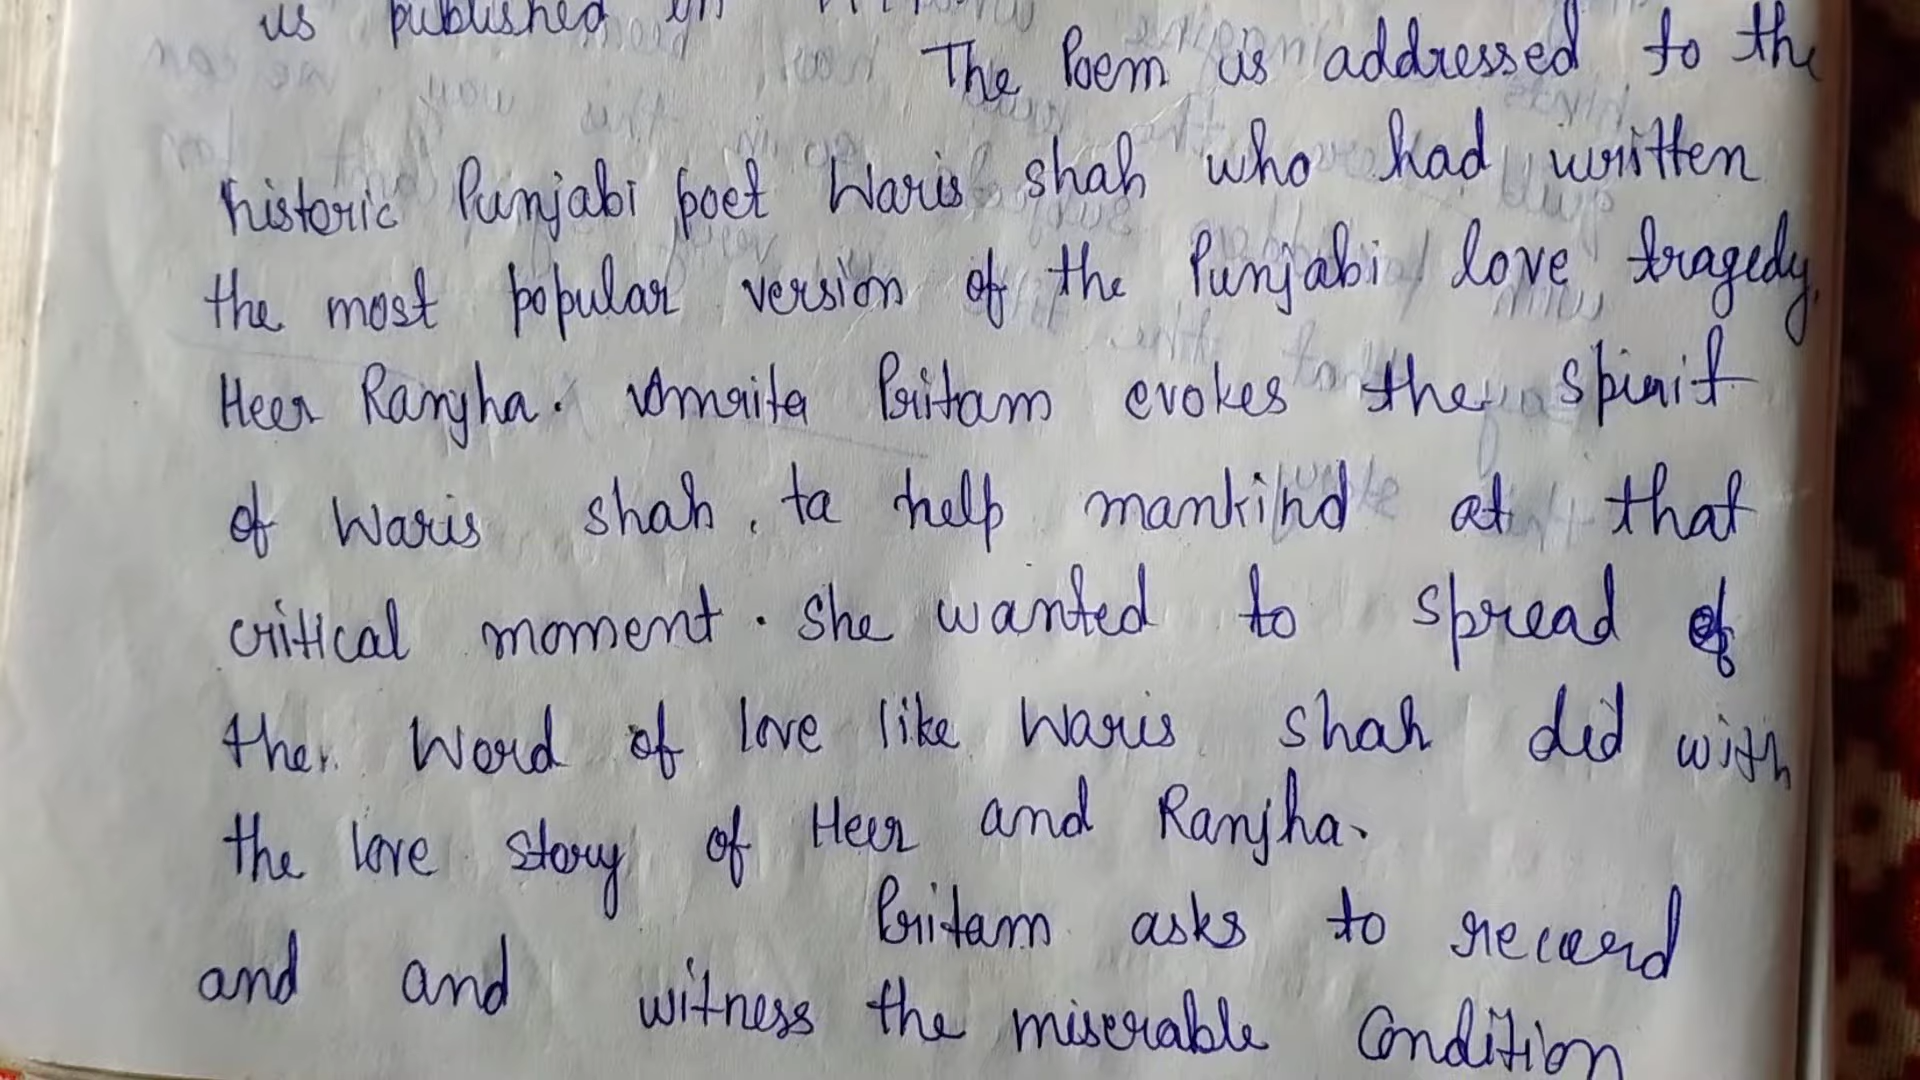 is published in
The Poem is addressed to the
historic Punjabi poet Waris shah who had written
the most popular version of the Punjabi love tragedy,
Heer Ranjha. Amrita Pritam evokes the spirit
of Waris shah, to help mankind at that
critical moment. She wanted to spread of
the Word of love like Waris shah did with
the love story of Heer and Ranjha.
Pritam asks to record
and and witness the miserable Condition